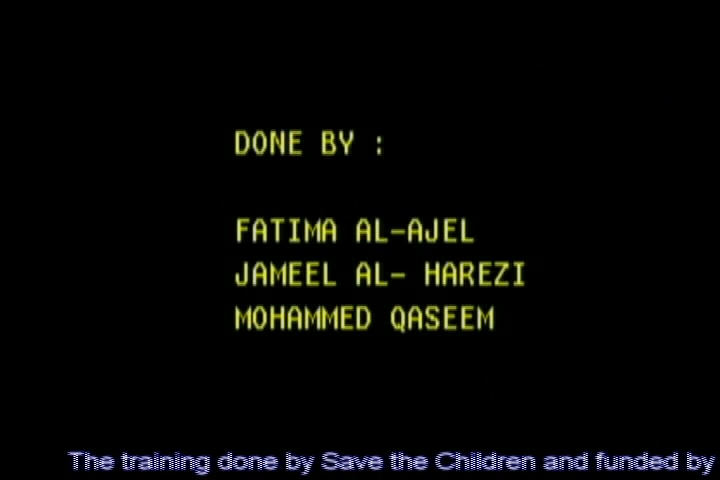 DONE BY :
FATIMA AL-AJEL
JAMEEL AL- HAREZI
MOHAMMED QASEEM
The training done by Save the Children and funded by